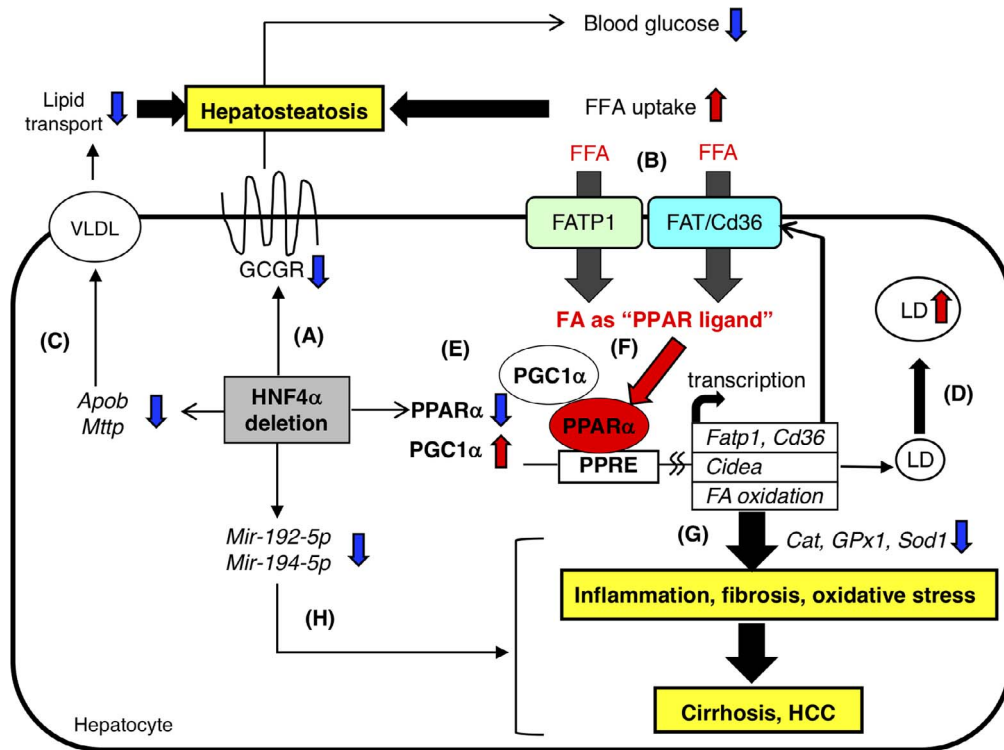 Blood glucose
Lipid
transport
Hepatosteatosis
FFA uptake
FFA
(B)
FFA
VLDL
FATP1
FAT/Cd36
GCGR
(C)
(A)
FA as “PPAR ligand”
LD
(E)
(F)
PGC1α
transcription
(D)
Apob
Mttp
HNF4α
deletion
PPARα
PGC1α
PPARα
PPRE
Fatp1, Cd36
Cidea
FA oxidation
LD
Mir-192-5p
Mir-194-5p
(G)
Cat, GPx1, Sod1
Inflammation, fibrosis, oxidative stress
(H)
Cirrhosis, HCC
Hepatocyte